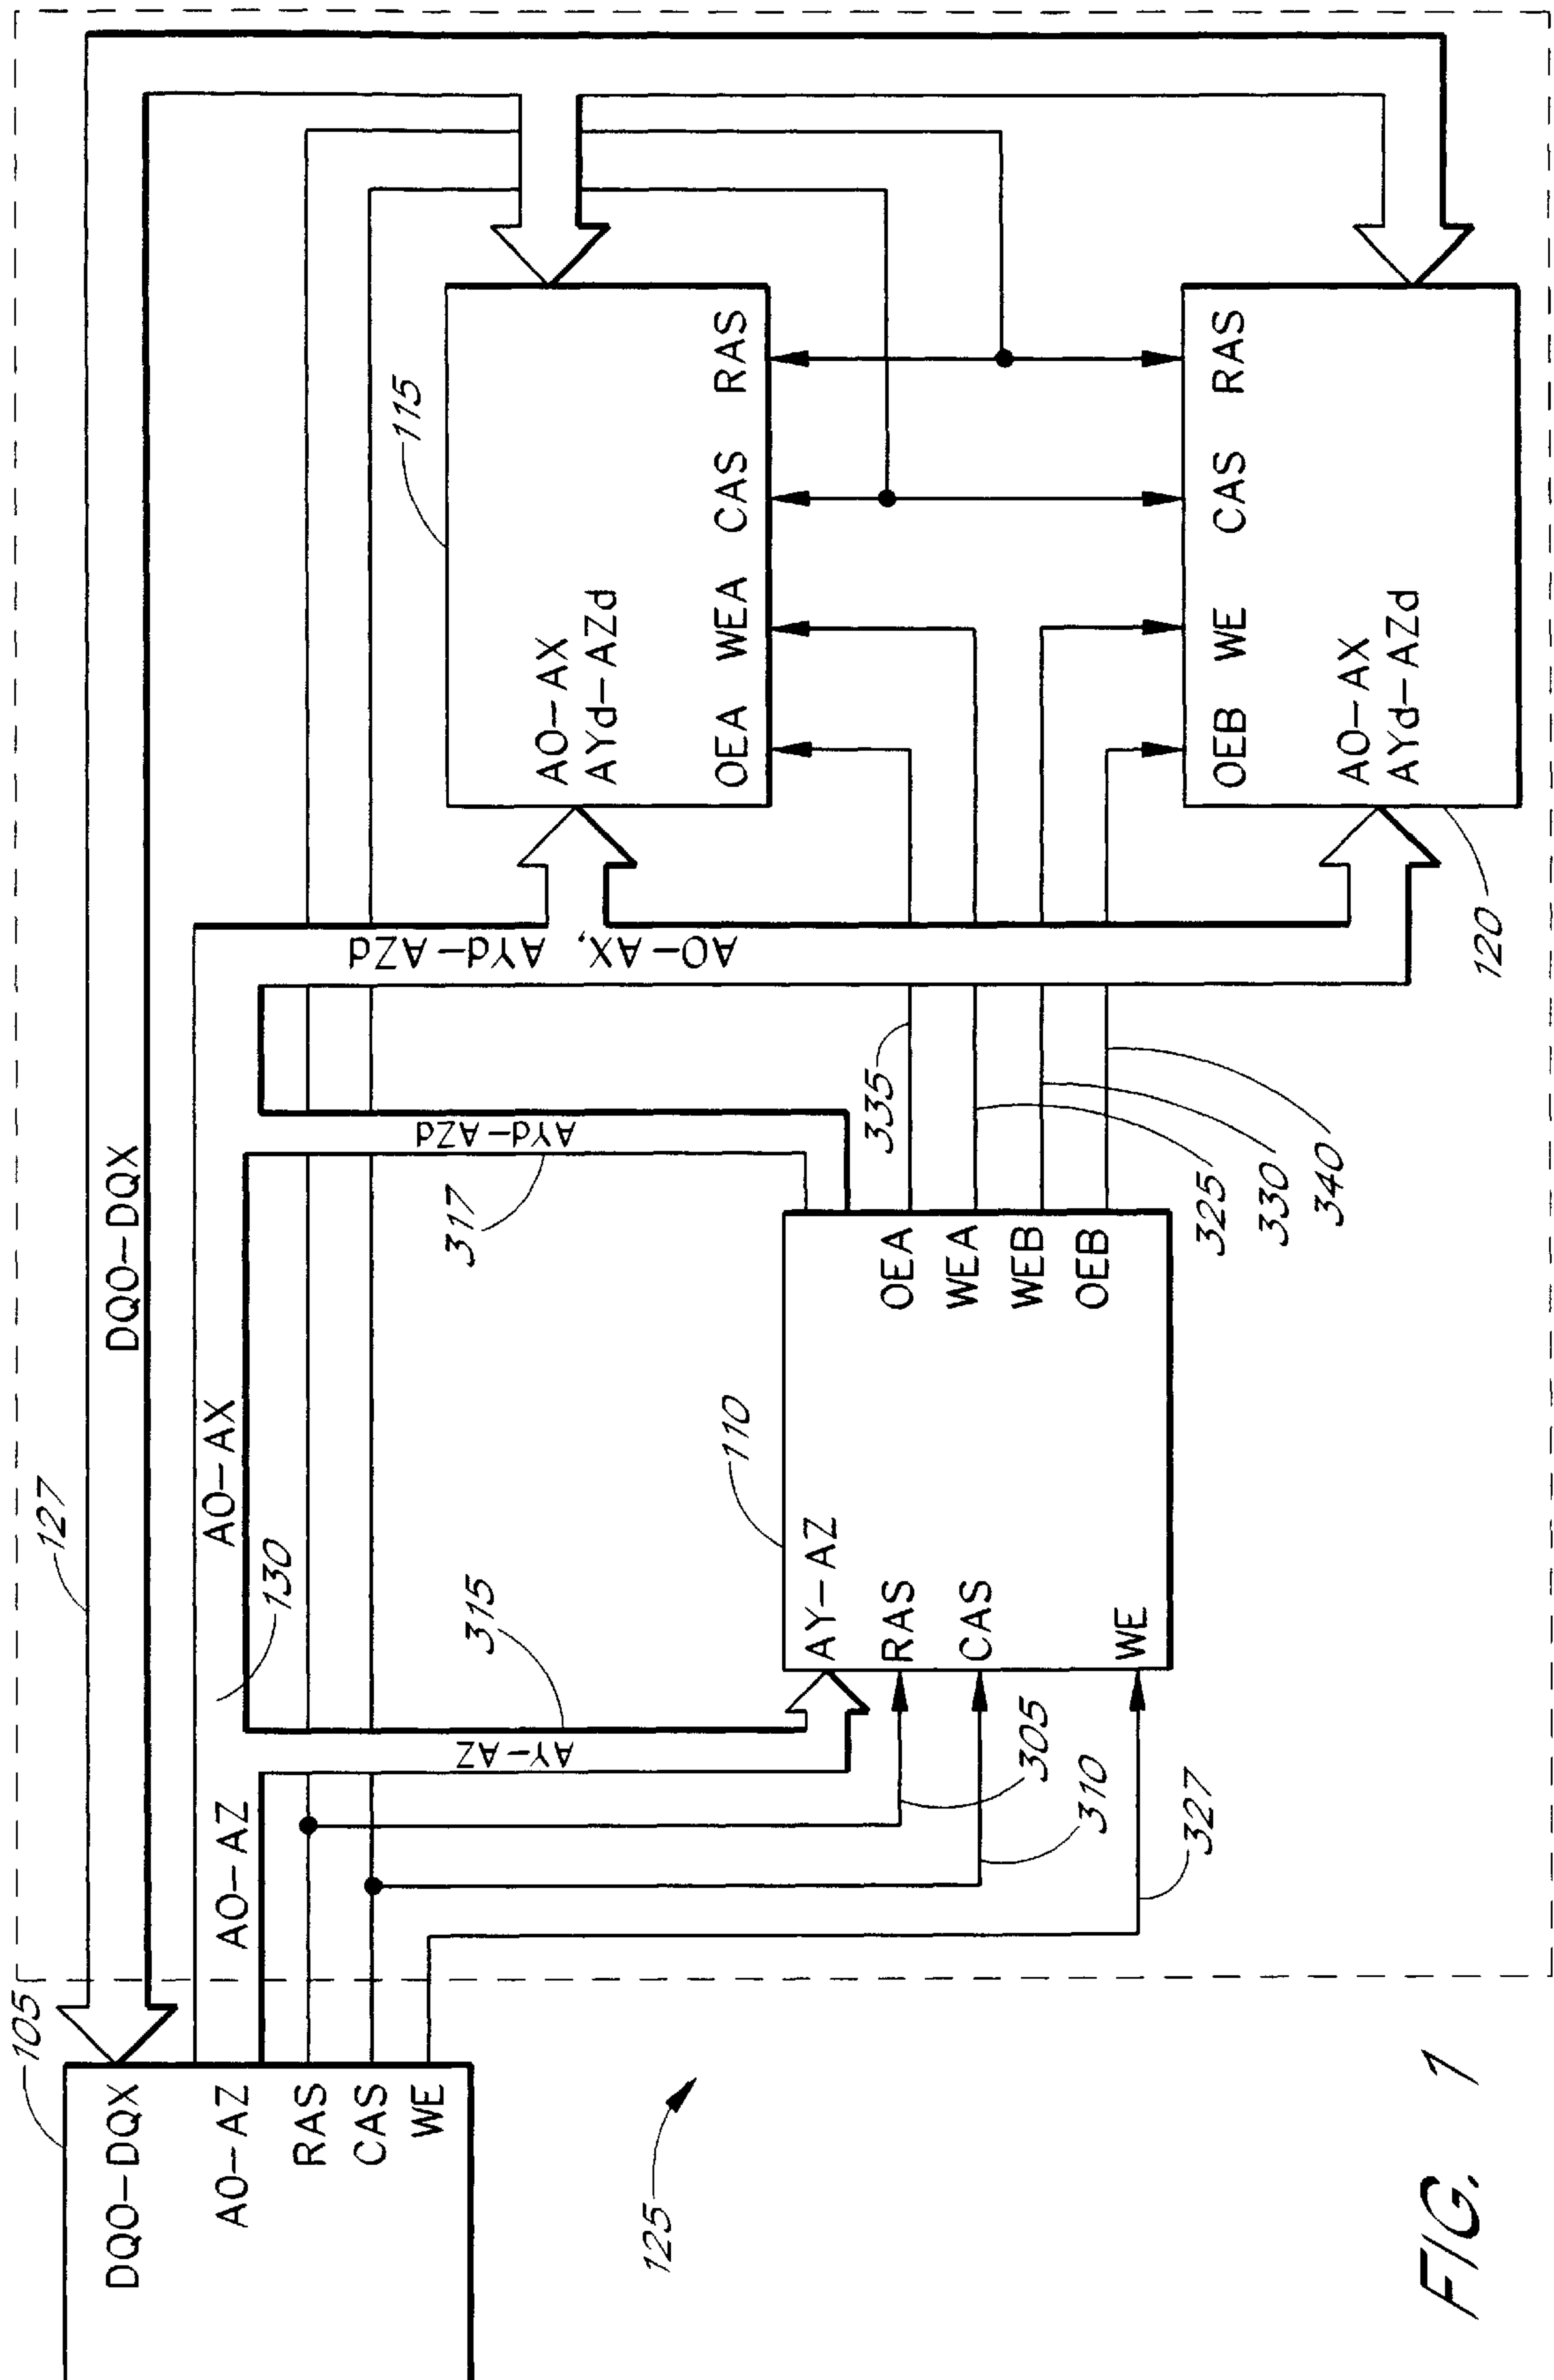 105
127
DQ0-DQX
DQ0-DQX
A0-AZ
A0-AZ
A0-AX
130
RAS
CAS
WE
AY-AZ
315
AYd-AZd
317
A0-AX, AYd-AZd
110
AY-AZ
RAS
CAS
WE
OEA
WEA
WEB
OEB
305
310
327
335
325
330
340
115
A0-AX
AYd-AZd
OEA WEA CAS RAS
OEB WE CAS RAS
A0-AX
AYd-AZd
120
125
FIG. 1